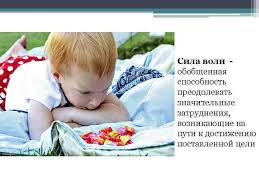 Сила воли -
обобщенная
способность
преодолевать
значительные
затруднения,
возникающие на
пути к достижению
поставленной цели